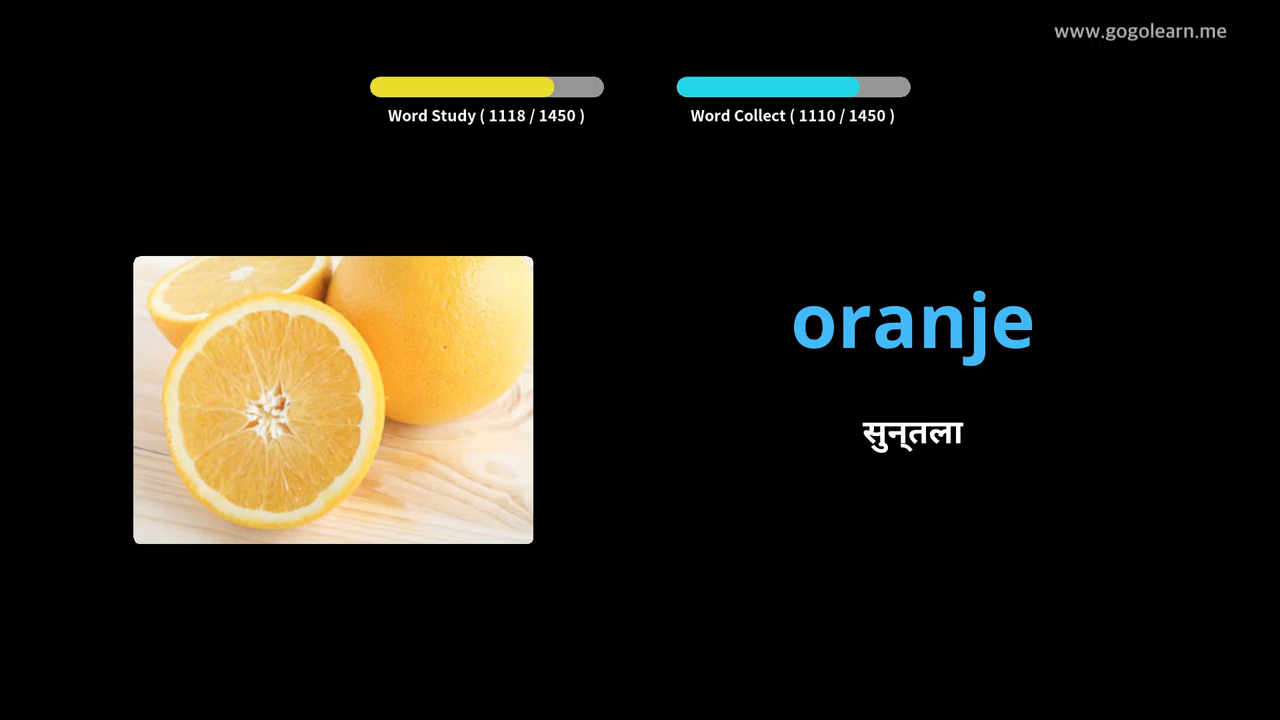 www.gogolearn.me
Word Study ( 1118 / 1450 )
Word Collect ( 1110 / 1450 )
oranje
सुन्‌तला